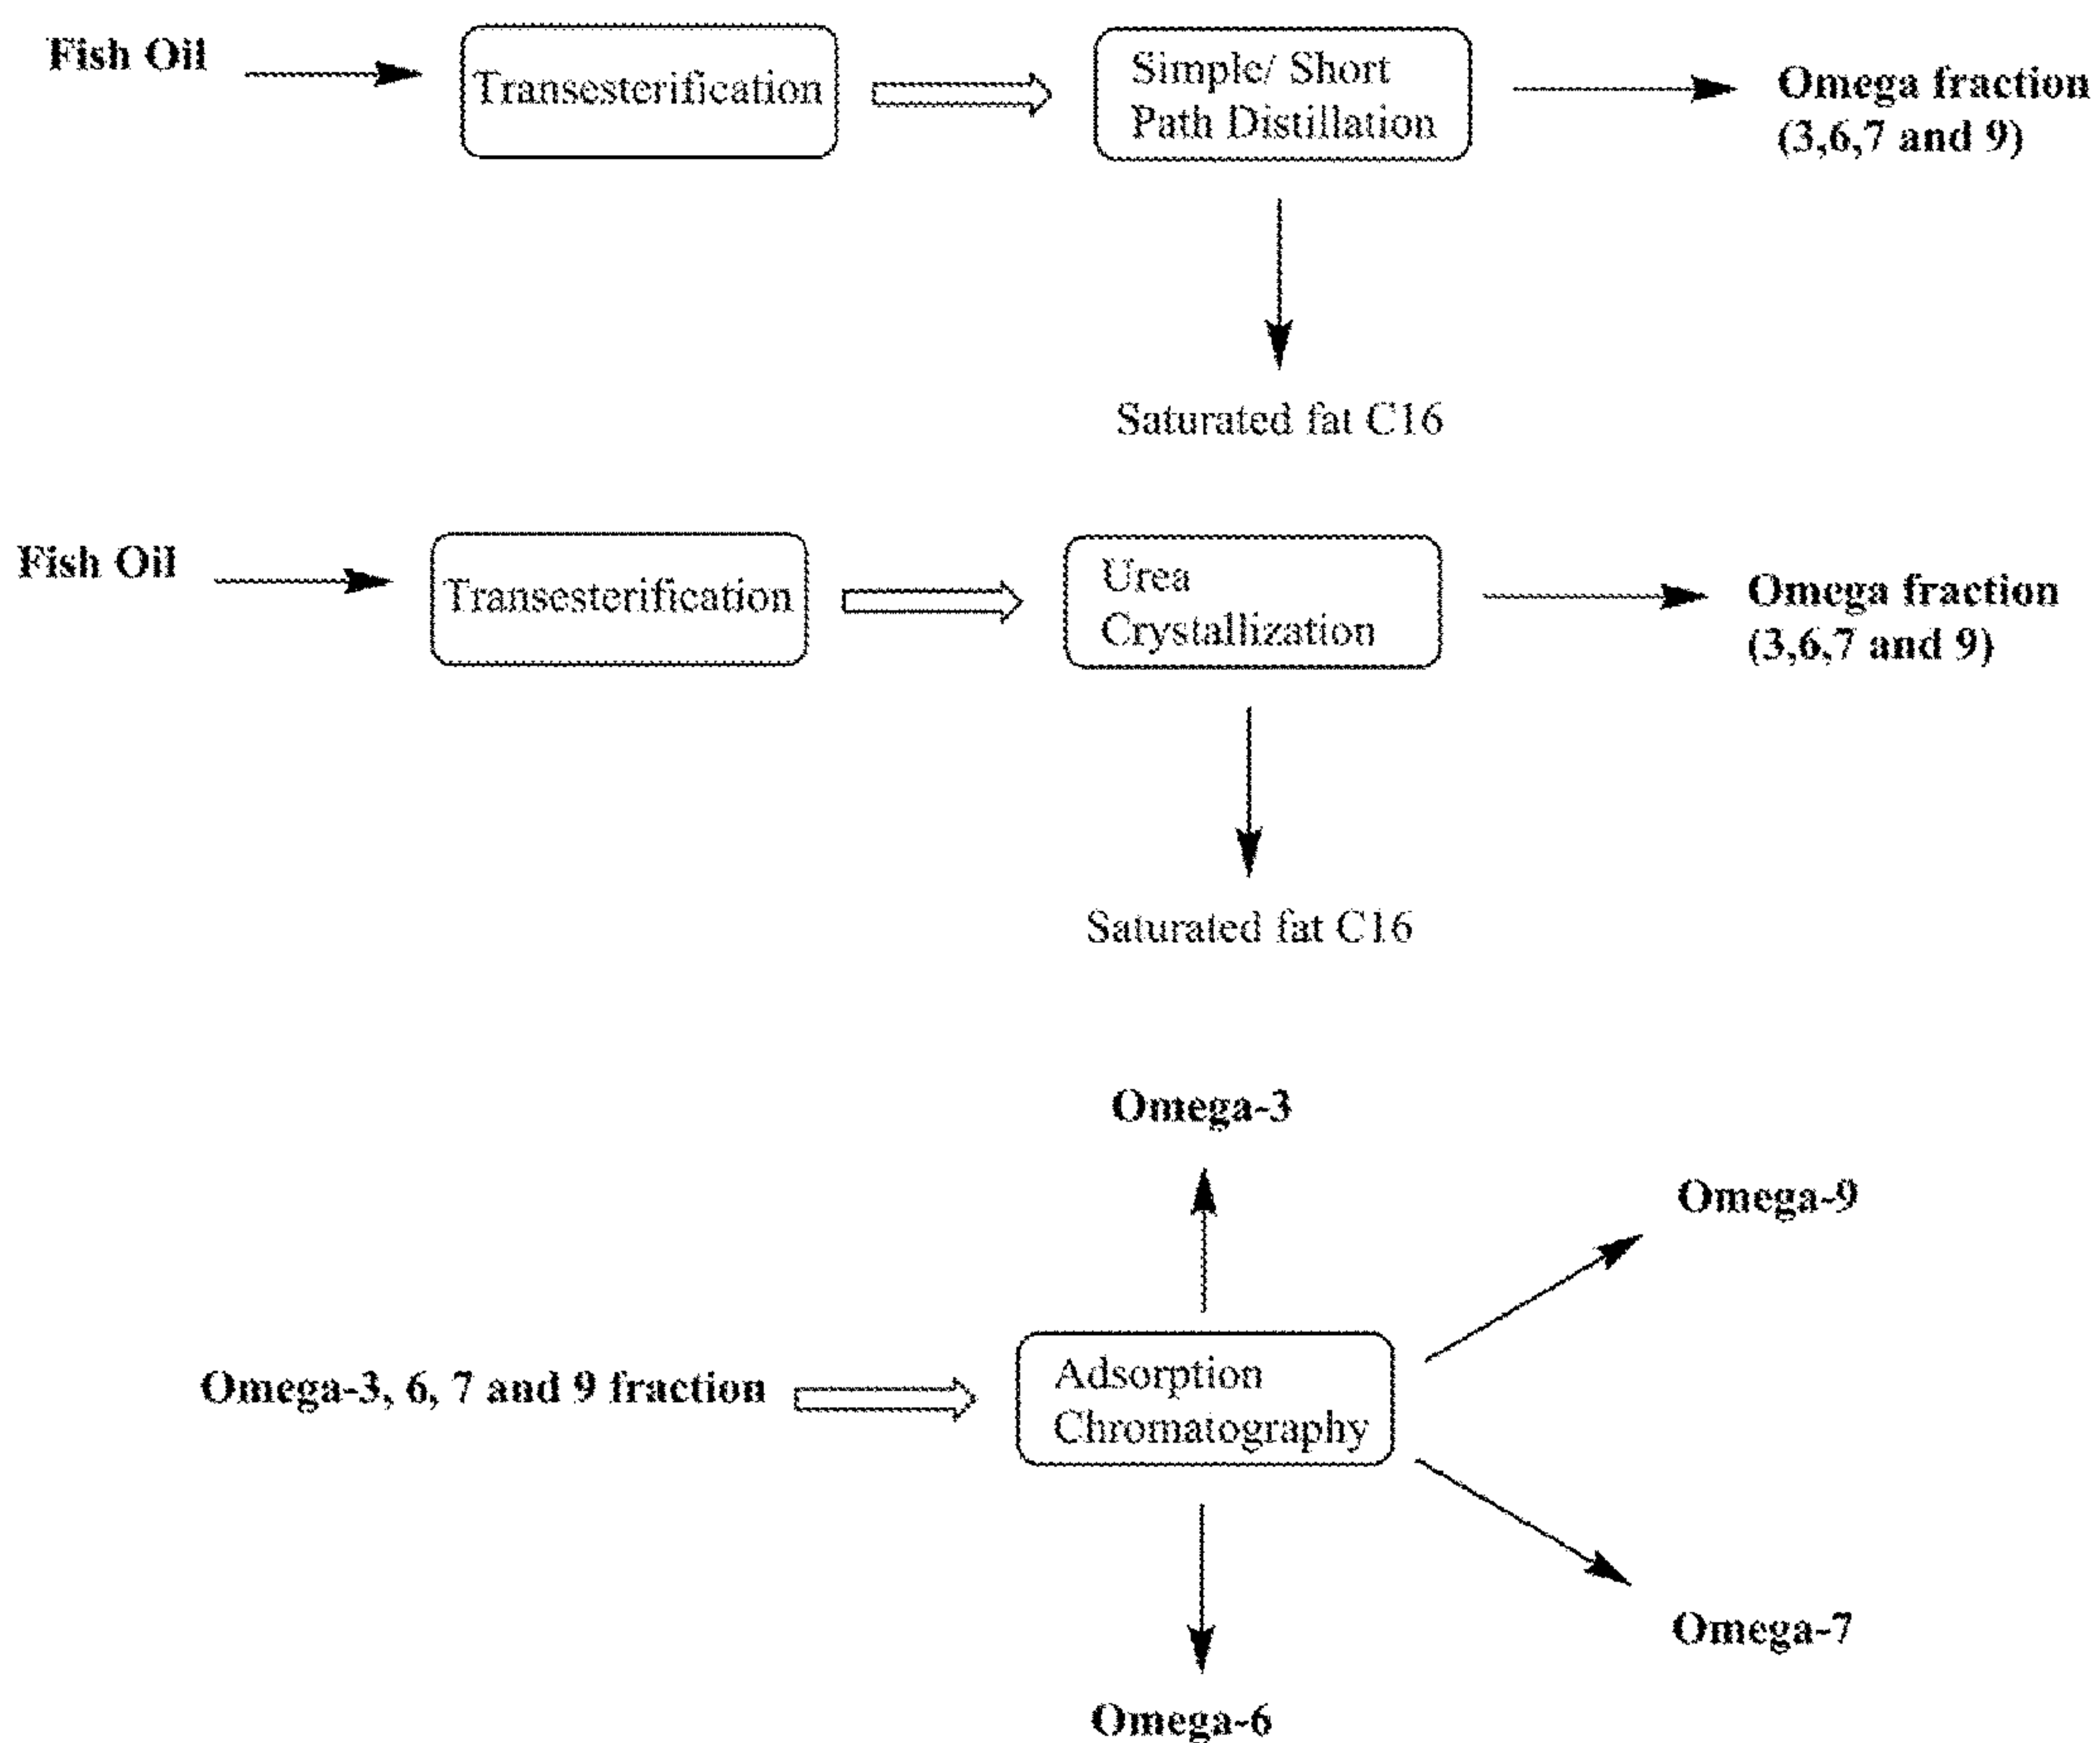 Fish Oil
Transesterification
Simple/ Short
Path Distillation
Omega fraction
(3,6,7 and 9)
Saturated fat C16
Fish Oil
Transesterification
Urea
Crystallization
Omega fraction
(3,6,7 and 9)
Saturated fat C16
Omega-3
Omega-9
Omega-3, 6, 7 and 9 fraction
Adsorption
Chromatography
Omega-7
Omega-6